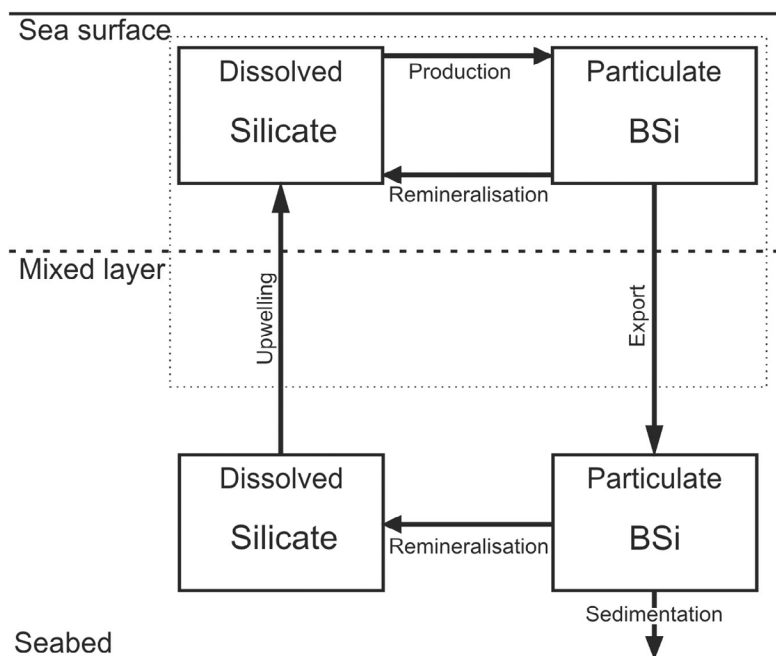 Sea surface
Dissolved
Silicate
Production
Particulate
BSi
Remineralisation
Mixed layer
Upwelling
Export
Dissolved
Silicate
Remineralisation
Particulate
BSi
Sedimentation
Seabed